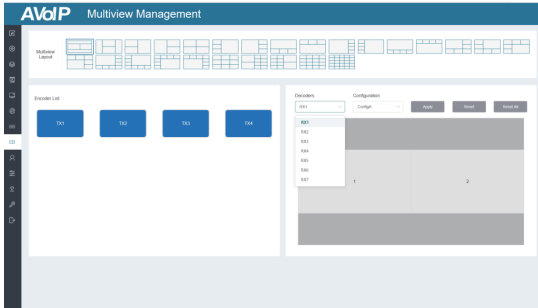 AVoIP Multiview Management
Multiview
Layout
Encoder List
TX1 TX2 TX3 TX4
Decoders Configuration
RX1 Config4 Apply Reset Reset All
RX1
RX2
RX3
RX4
RX5
RX6
RX7
1 2